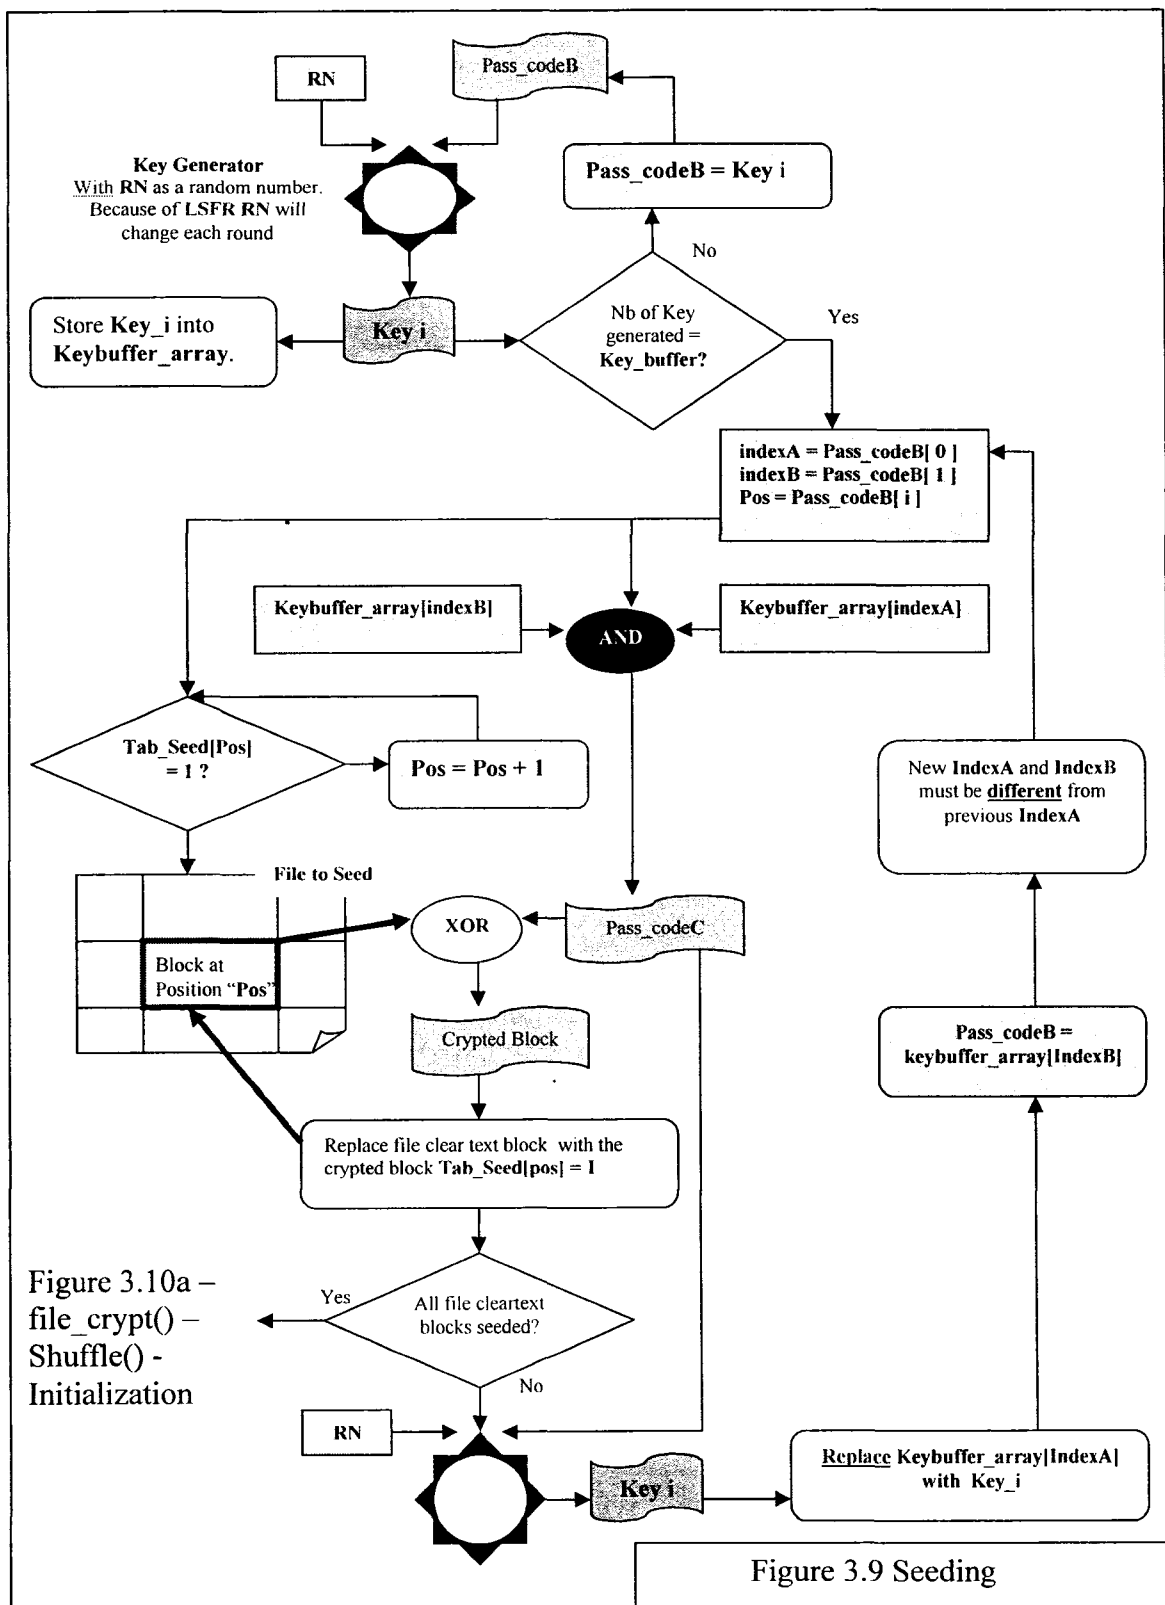 Pass_codeB
RN
Key Generator
With RN as a random number.
Because of LSFR RN will
change each round
Pass_codeB = Key i
No
Nb of Key
generated =
Key_buffer?
Yes
Store Key_i into
Keybuffer_array.
Key i
indexA = Pass_codeB[ 0 ]
indexB = Pass_codeB[ 1 ]
Pos = Pass_codeB[ i ]
Keybuffer_array[indexB]
AND
Keybuffer_array[indexA]
Tab_Seed[Pos]
= 1 ?
Pos = Pos + 1
New IndexA and IndexB
must be different from
previous IndexA
File to Seed
XOR
Pass_codeC
Block at
Position “Pos”
Crypted Block
Pass_codeB =
keybuffer_array[IndexB]
Replace file clear text block with the
crypted block Tab_Seed[pos] = 1
Figure 3.10a –
file_crypt() –
Shuffle() -
Initialization
Yes
All file cleartext
blocks seeded?
No
RN
Key i
Replace Keybuffer_array[IndexA]
with Key_i
Figure 3.9 Seeding